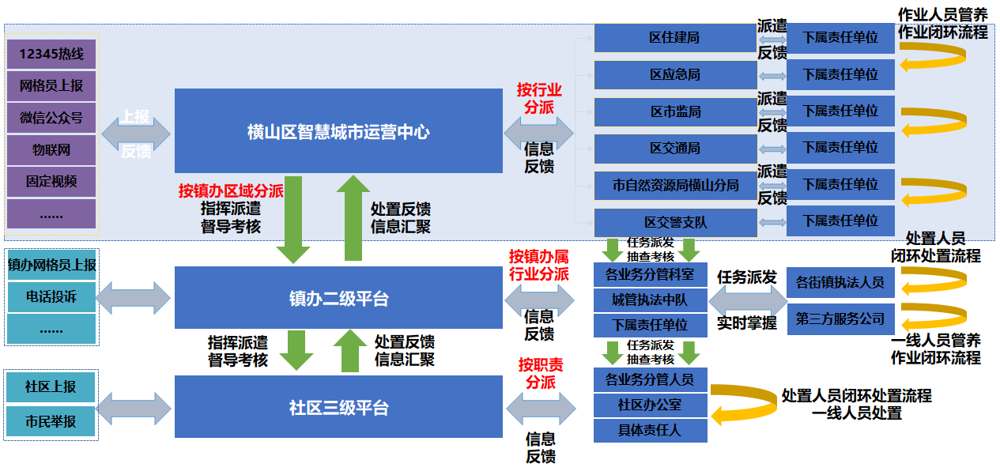 作业人员管养
作业闭环流程
12345热线
网格员上报
微信公众号
物联网
固定视频
……
上报
反馈
横山区智慧城市运营中心
按行业
分派
信息
反馈
区住建局
区应急局
区市监局
区交通局
市自然资源局横山分局
区交警支队
派遣
反馈
派遣
反馈
派遣
反馈
下属责任单位
下属责任单位
下属责任单位
下属责任单位
下属责任单位
下属责任单位
按镇办区域分派
指挥派遣
督导考核
处置反馈
信息汇聚
任务派发
抽查考核
处置人员
闭环处置流程
镇办网格员上报
电话投诉
……
镇办二级平台
按镇办属
行业分派
信息
反馈
各业务分管科室
城管执法中队
下属责任单位
任务派发
实时掌握
各街镇执法人员
第三方服务公司
一线人员管养
作业闭环流程
指挥派遣
督导考核
处置反馈
信息汇聚
任务派发
抽查考核
社区上报
市民举报
社区三级平台
按职责
分派
信息
反馈
各业务分管人员
社区办公室
具体责任人
处置人员闭环处置流程
一线人员处置